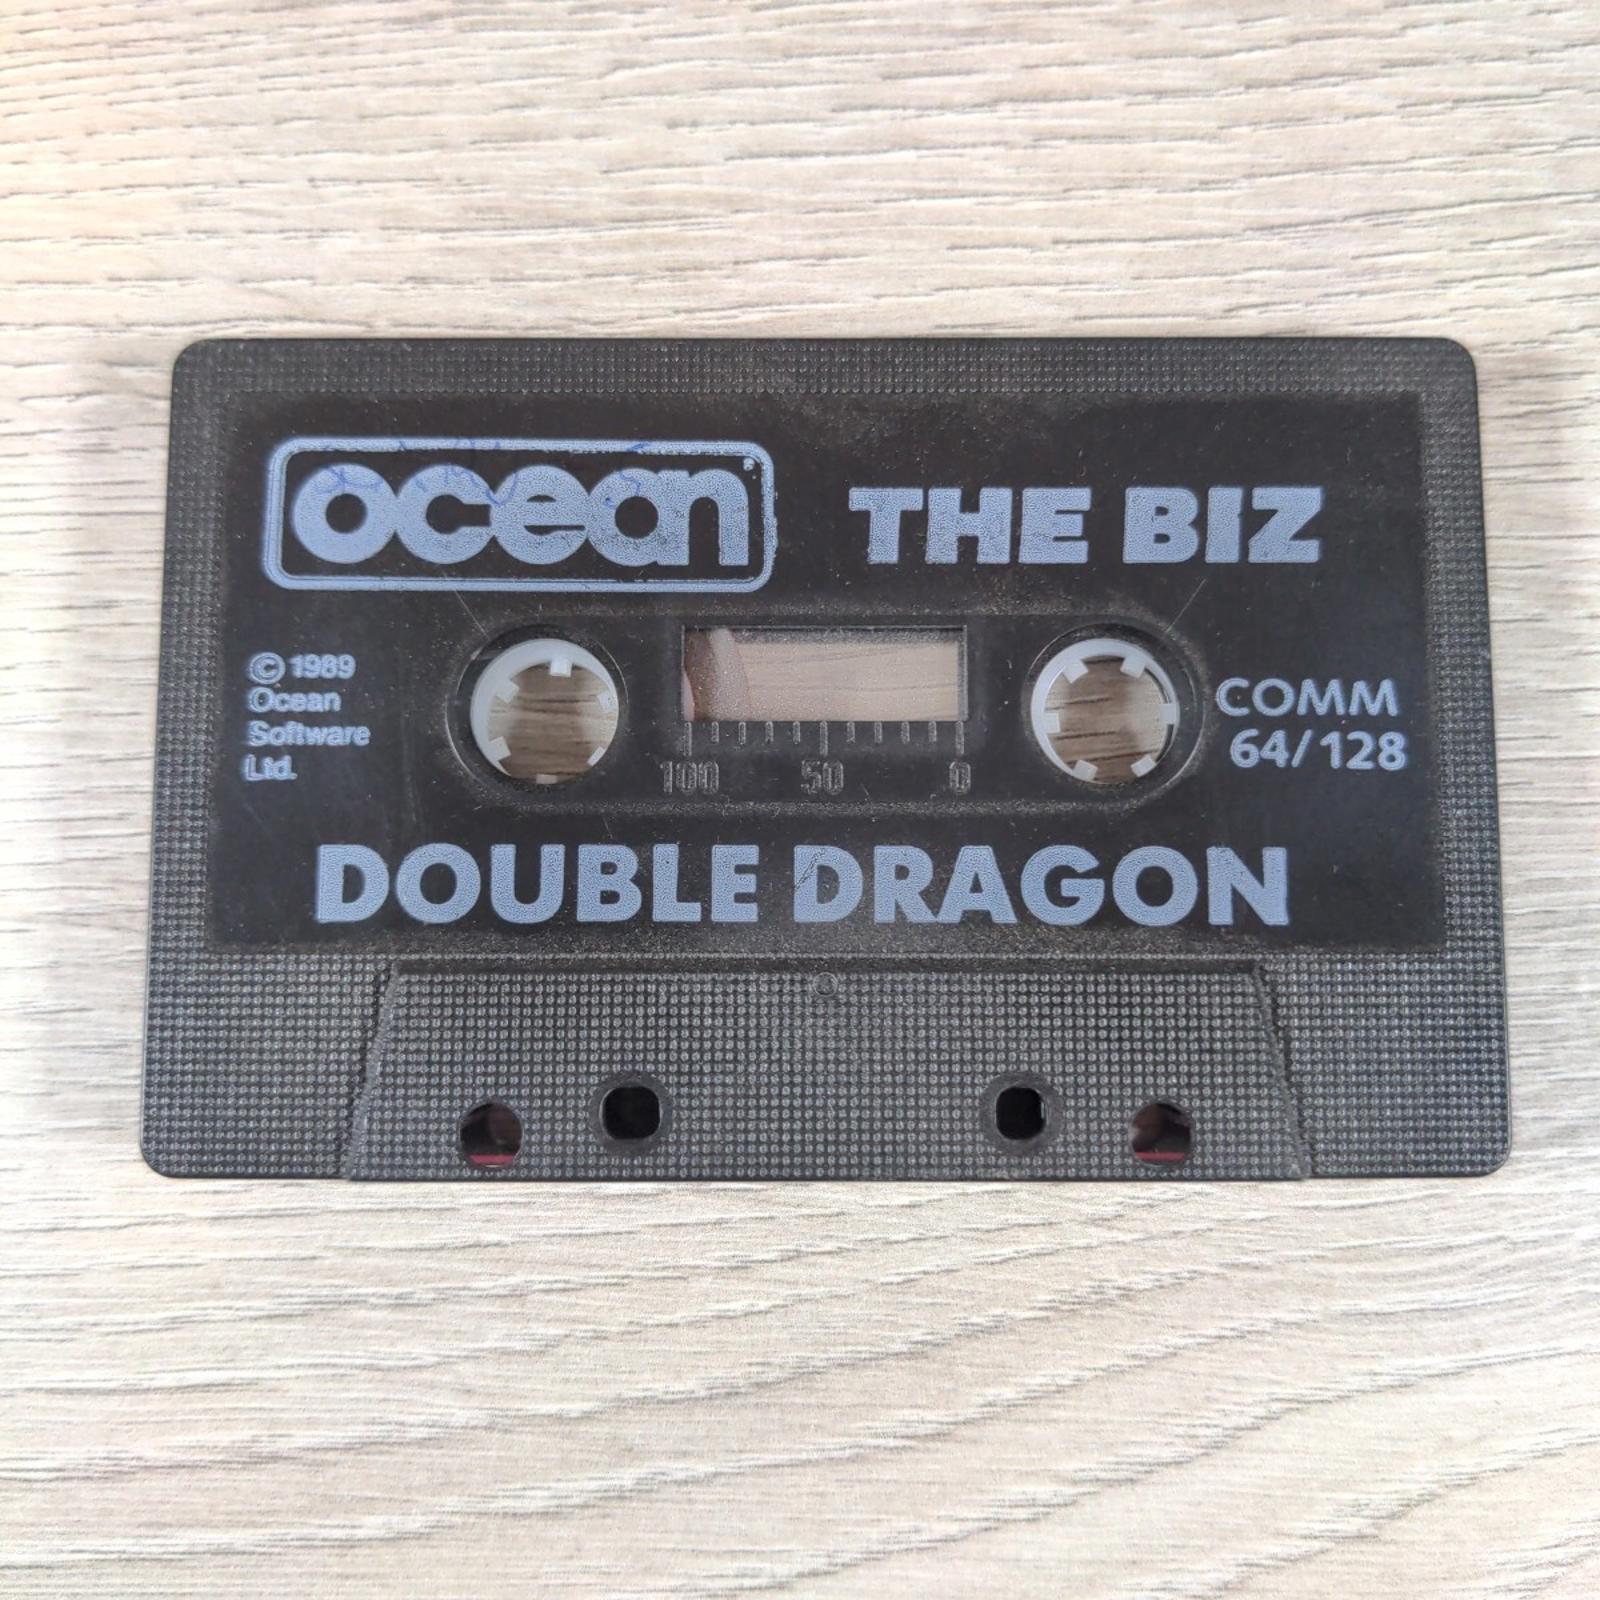 ocean
THE BIZ
© 1989
Ocean
Software
Ltd.
COMM
64/128
100 50 0
DOUBLE DRAGON